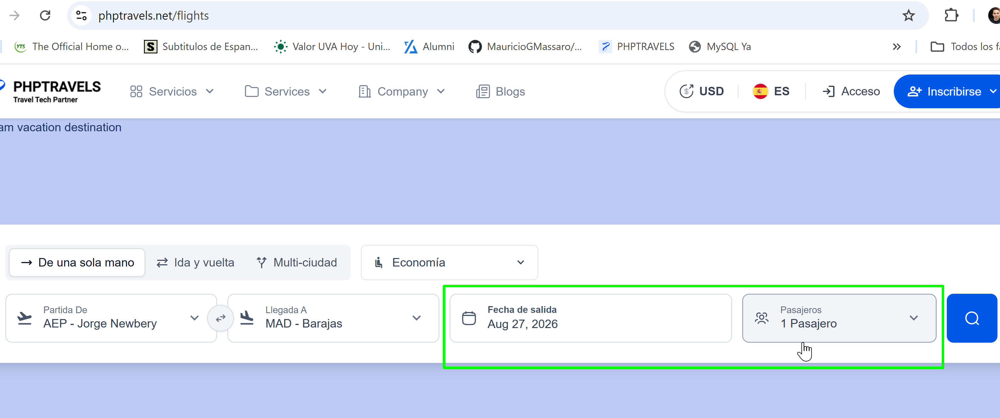 phptravels.net/flights
YTS The Official Home o... S Subtitulos de Espan... Valor UVA Hoy - Uni... Alumni MauricioGMassaro/... PHPTRAVELS MySQL Ya » Todos los fa
PHPTRAVELS
Travel Tech Partner
Servicios Services Company Blogs $ USD ES Acceso Inscribirse
am vacation destination
De una sola mano Ida y vuelta Multi-ciudad Economía
Partida De
AEP - Jorge Newbery
Llegada A
MAD - Barajas
Fecha de salida
Aug 27, 2026
Pasajeros
1 Pasajero